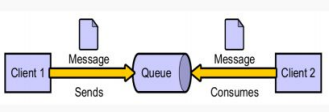 Message
Message
Client 1
Queue
Client 2
Sends
Consumes